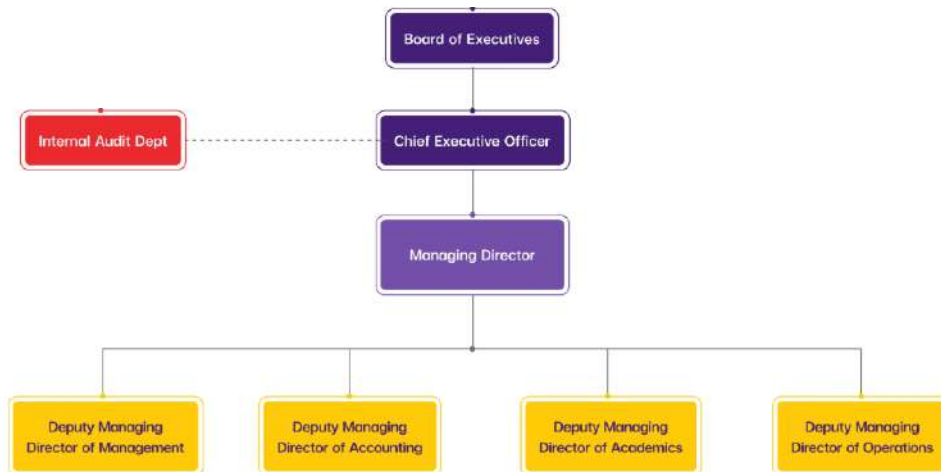 Board of Executives
Internal Audit Dept
Chief Executive Officer
Managing Director
Deputy Managing
Director of Management
Deputy Managing
Director of Accounting
Deputy Managing
Director of Academics
Deputy Managing
Director of Operations